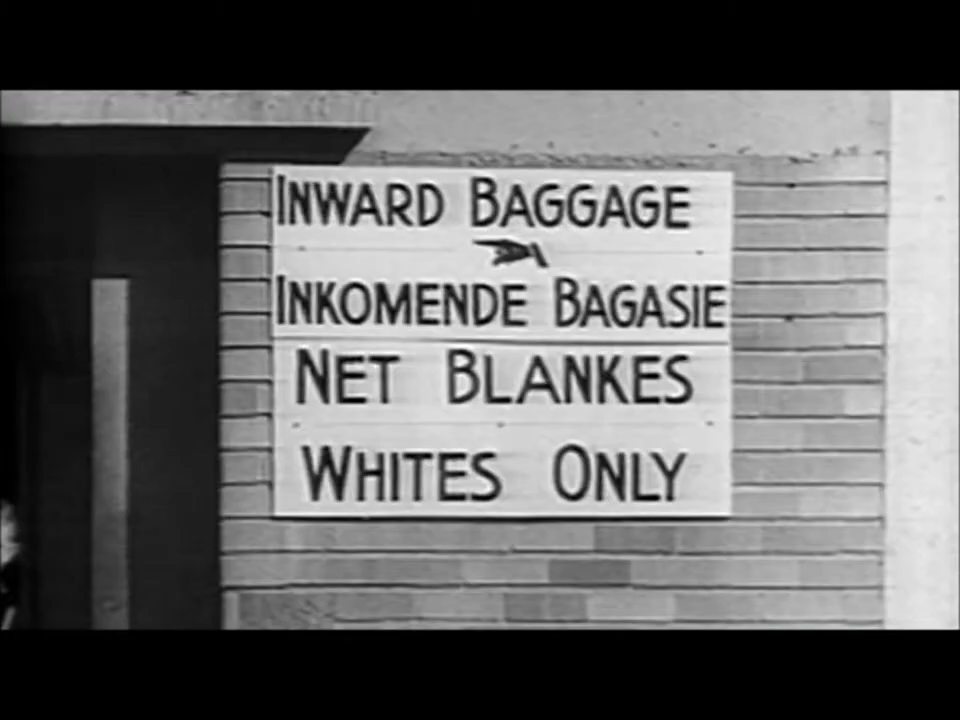 INWARD BAGGAGE
INKOMENDE BAGASIE
NET BLANKES
WHITES ONLY